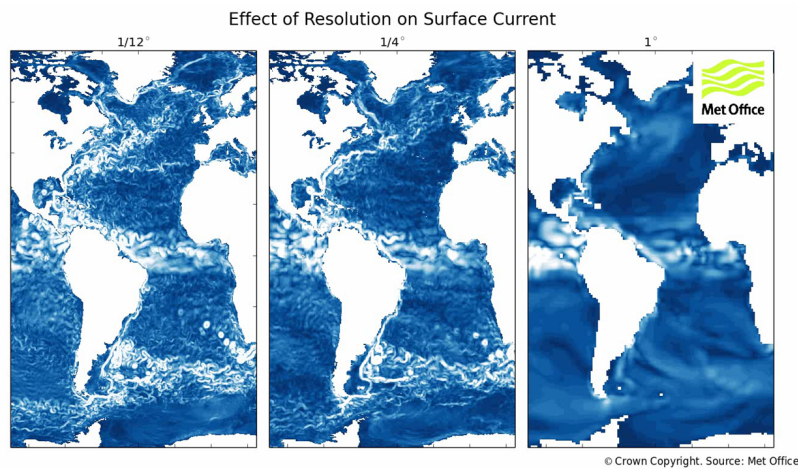 Effect of Resolution on Surface Current
1/12°
1/4°
1°
Met Office
© Crown Copyright. Source: Met Office